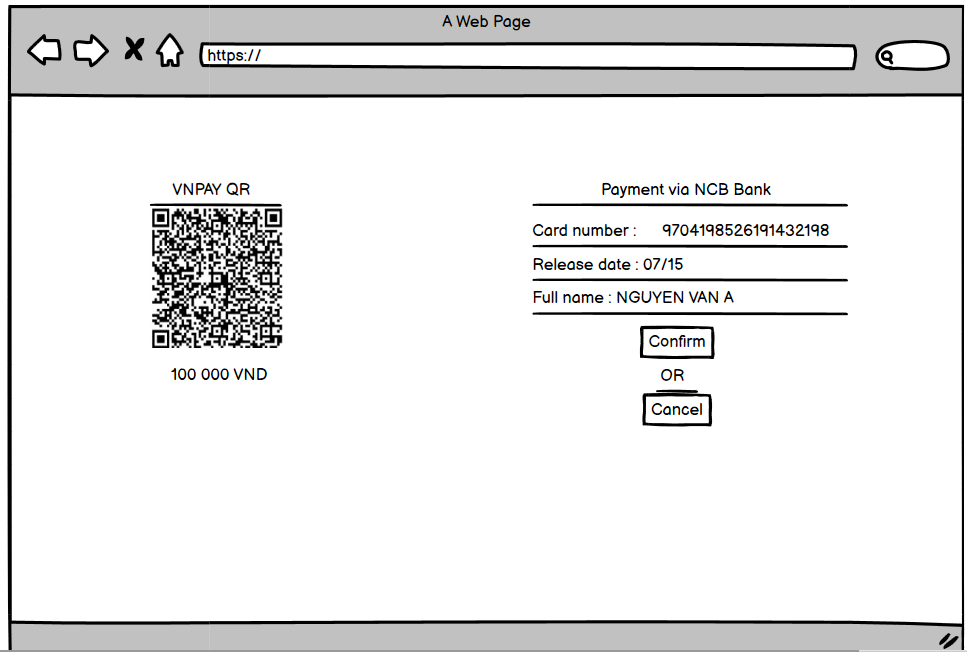 A Web Page
https://
VNPAY QR
100 000 VND
Payment via NCB Bank
Card number : 9704198526191432198
Release date : 07/15
Full name : NGUYEN VAN A
Confirm
OR
Cancel